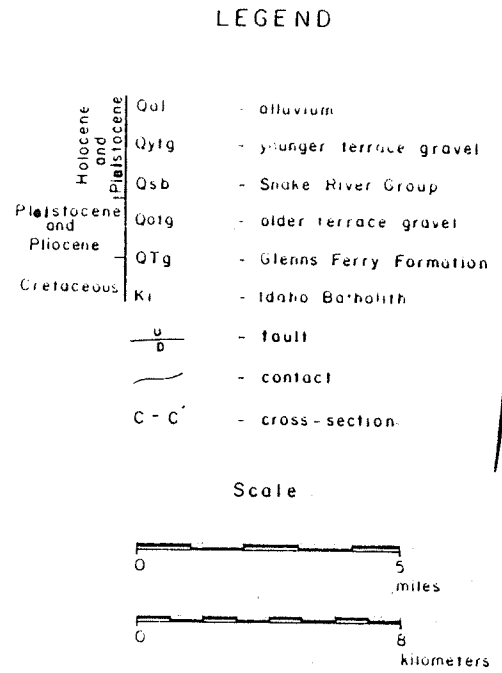 LEGEND
Holocene and Pleistocene
Qal - alluvium
Qytg - younger terrace gravel
Qsb - Snake River Group
Pleistocene and Pliocene
Qotg - older terrace gravel
QTg - Glenns Ferry Formation
Cretaceous
Ki - Idaho Batholith
U
D - fault
- contact
C - C' - cross-section
Scale
0 5
miles
0 8
kilometers